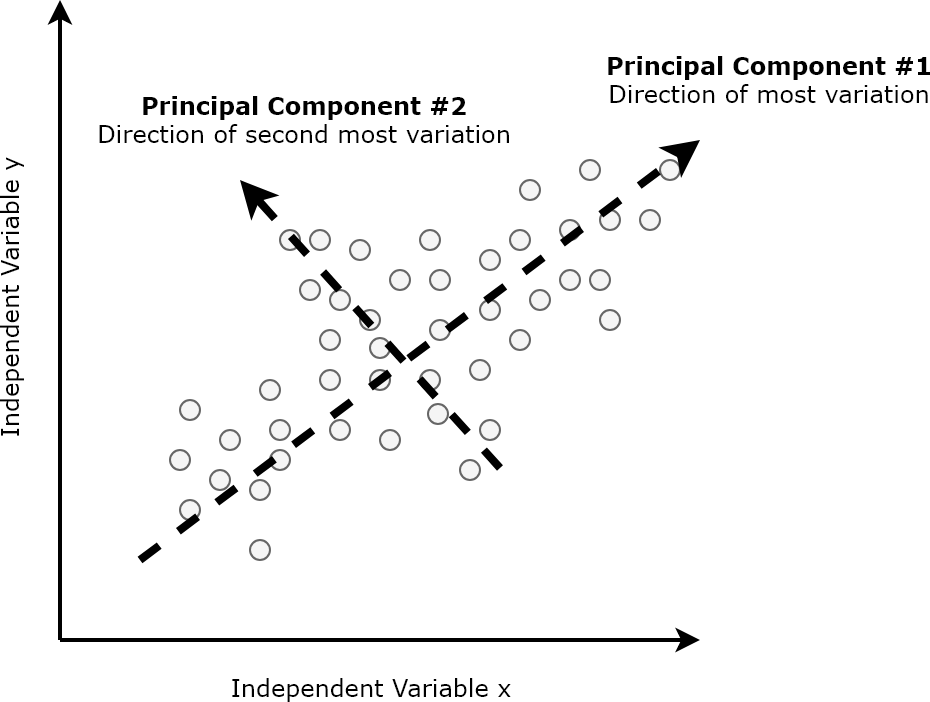 Principal Component #1
Direction of most variation
Principal Component #2
Direction of second most variation
Independent Variable y
Independent Variable x